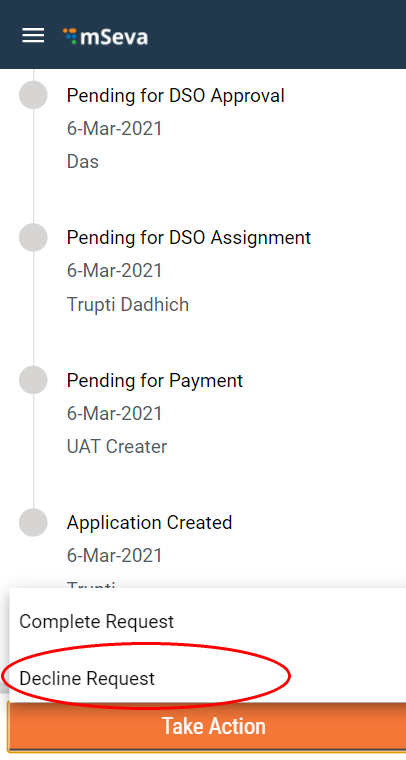 mSeva
Pending for DSO Approval
6-Mar-2021
Das
Pending for DSO Assignment
6-Mar-2021
Trupti Dadhich
Pending for Payment
6-Mar-2021
UAT Creater
Application Created
6-Mar-2021
Trupti
Complete Request
Decline Request
Take Action